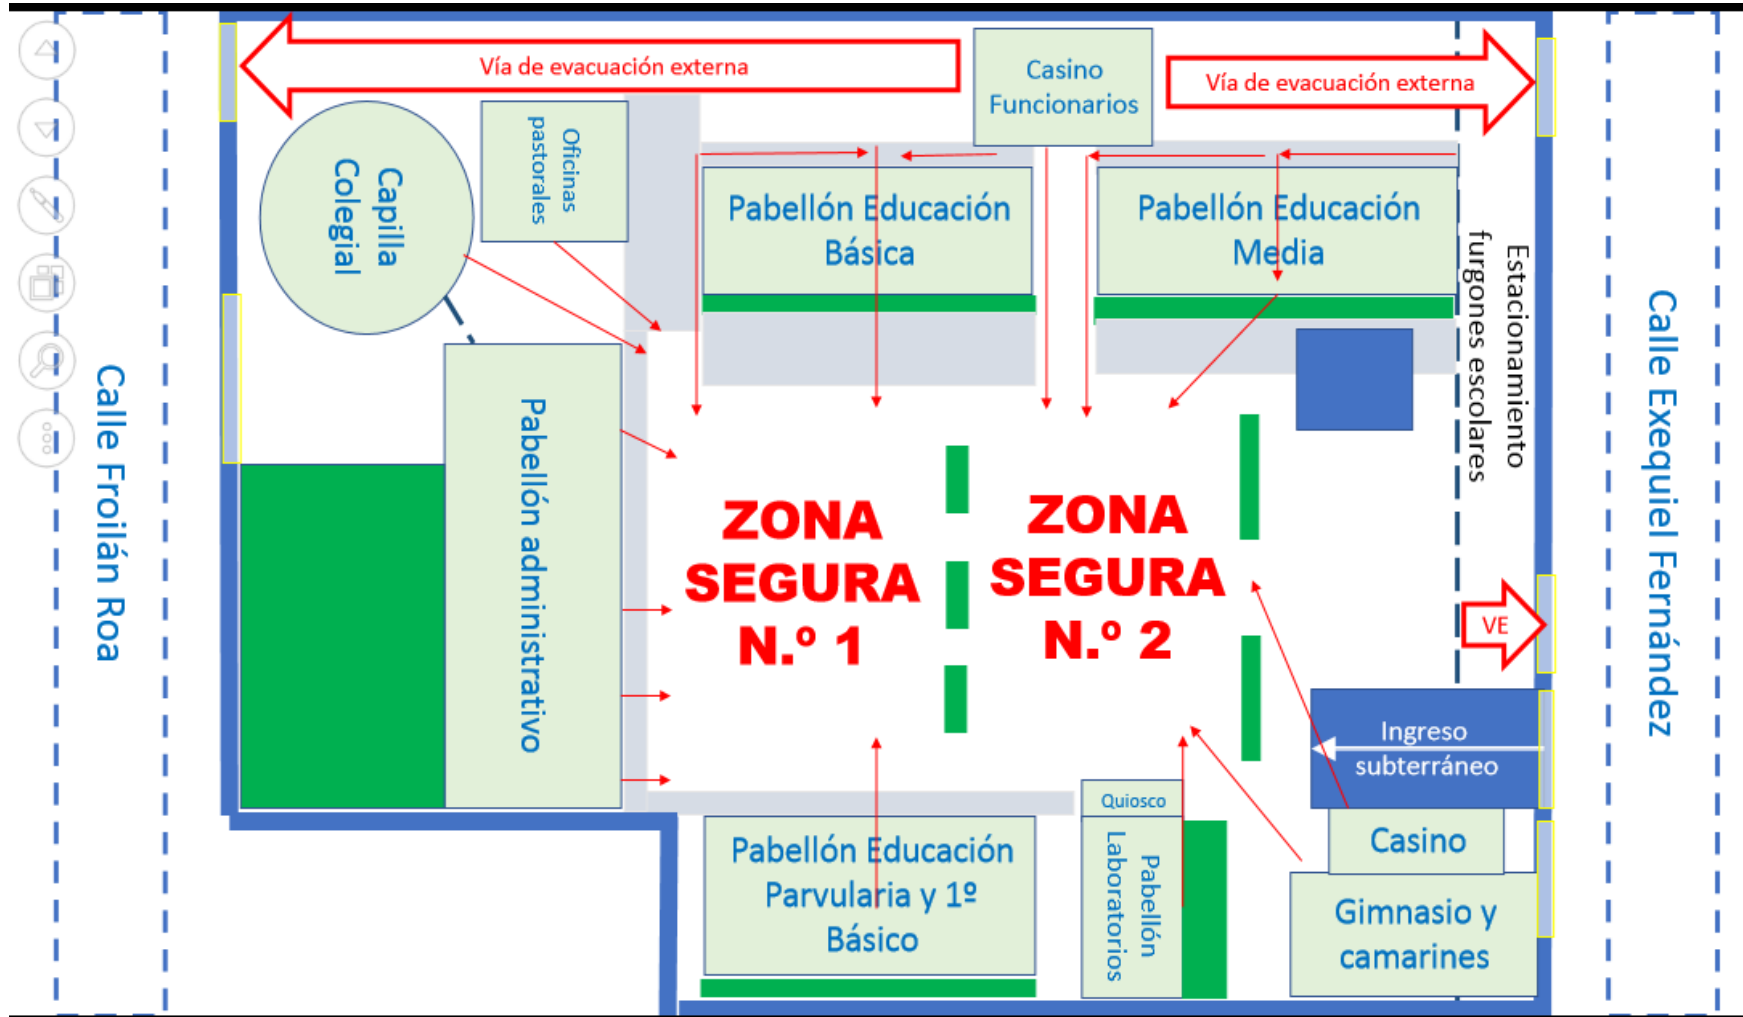 Vía de evacuación externa
Casino
Funcionarios
Vía de evacuación externa
Oficinas
pastorales
Capilla
Colegial
Pabellón Educación
Básica
Pabellón Educación
Media
Estacionamiento
furgones escolares
Calle Froilán Roa
Pabellón administrativo
ZONA
SEGURA
N.º 1
ZONA
SEGURA
N.º 2
Calle Exequiel Fernández
VE
Ingreso
subterráneo
Quiosco
Pabellón
Laboratorios
Pabellón Educación
Parvularia y 1º
Básico
Casino
Gimnasio y
camarines